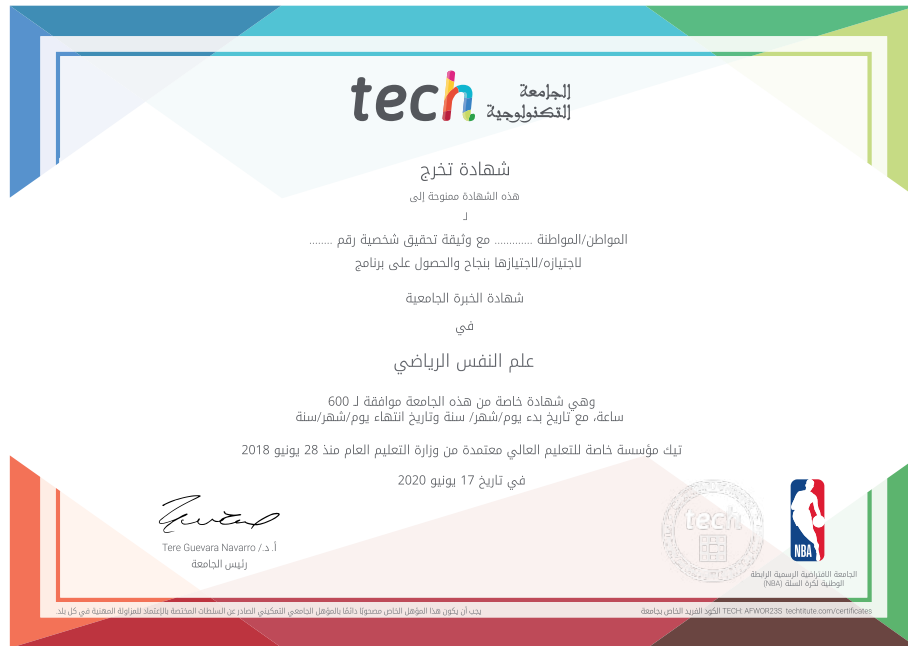 tech الجامعة
التكنولوجية
شهادة تخرج
هذه الشهادة ممنوحة إلى
لـ
المواطن/المواطنة ............. مع وثيقة تحقيق شخصية رقم ........
لاجتيازه/لاجتيازها بنجاح والحصول على برنامج
شهادة الخبرة الجامعية
في
علم النفس الرياضي
وهي شهادة خاصة من هذه الجامعة موافقة لـ 600
ساعة، مع تاريخ بدء يوم/شهر/ سنة وتاريخ انتهاء يوم/شهر/سنة
تيك مؤسسة خاصة للتعليم العالي معتمدة من وزارة التعليم العام منذ 28 يونيو 2018
في تاريخ 17 يونيو 2020
tech
NBA
أ.د./ Tere Guevara Navarro
رئيس الجامعة
الجامعة الافتراضية الرسمية الرابطة
الوطنية لكرة السلة (NBA)
يجب أن يكون هذا المؤهل الخاص مصحوبًا دائمًا بالمؤهل الجامعي التمكيني الصادر عن السلطات المختصة بالإعتماد للمزاولة المهنية في كل بلد.
الكود الفريد الخاص بجامعة TECH: AFWOR23S techtitute.com/certificates